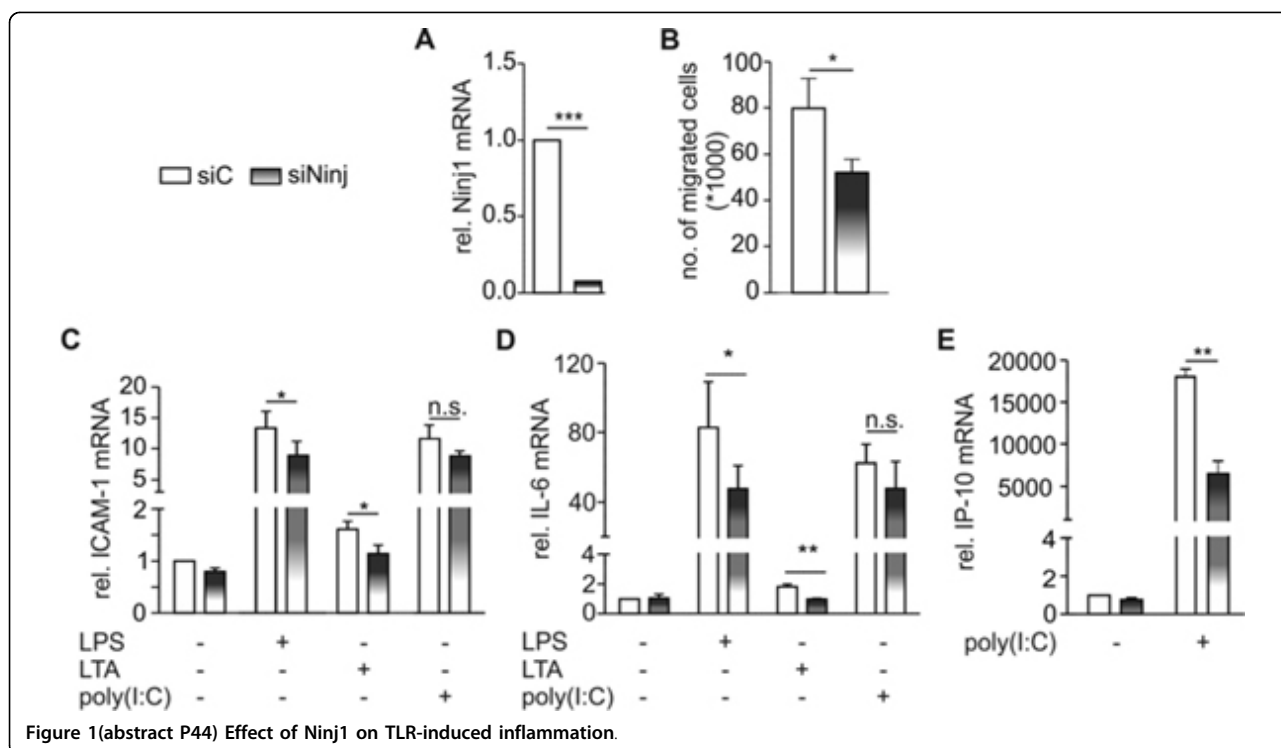 A
rel. Ninj1 mRNA
1.5
1.0
0.5
0.0
***
B
no. of migrated cells
(*1000)
100
80
60
40
20
0
*
siC
siNinj
C
rel. ICAM-1 mRNA
20
15
10
5
2
1
0
*
*
n.s.
LPS - + - -
LTA - - + -
poly(I:C) - - - +
D
rel. IL-6 mRNA
120
80
40
4
2
0
*
**
n.s.
- + - -
- - + -
- - - +
E
rel. IP-10 mRNA
20000
15000
10000
5000
4
2
0
**
poly(I:C) - +
Figure 1(abstract P44) Effect of Ninj1 on TLR-induced inflammation.